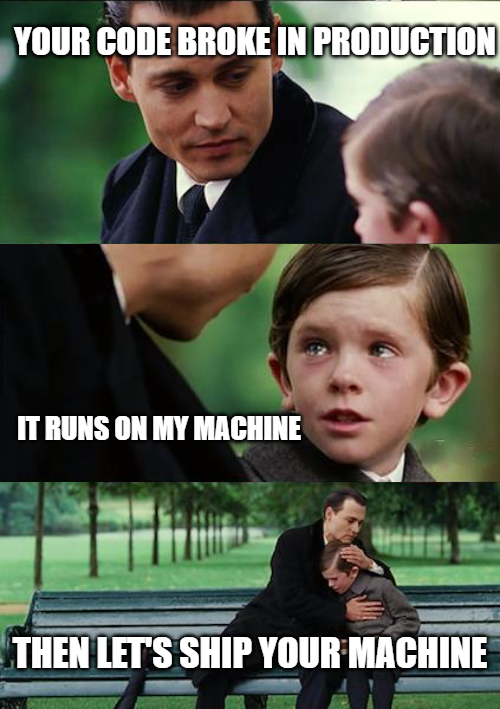 YOUR CODE BROKE IN PRODUCTION
IT RUNS ON MY MACHINE
THEN LET'S SHIP YOUR MACHINE